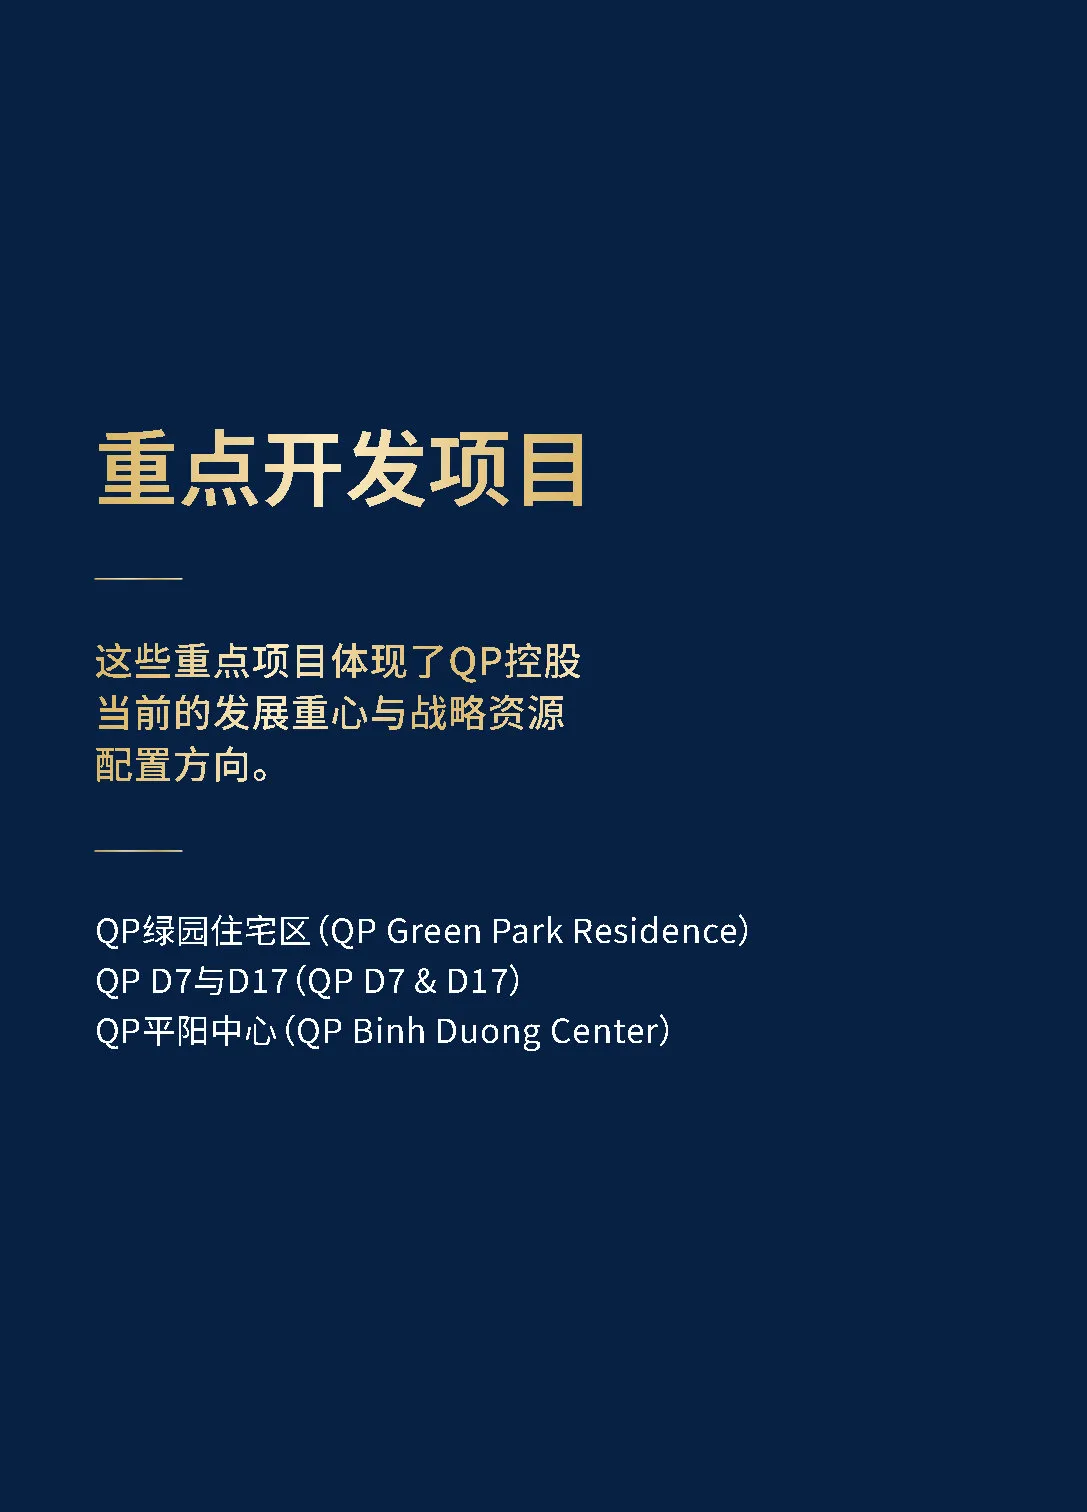 重点开发项目
这些重点项目体现了QP控股
当前的发展重心与战略资源
配置方向。
QP绿园住宅区（QP Green Park Residence）
QP D7与D17（QP D7 & D17）
QP平阳中心（QP Binh Duong Center）